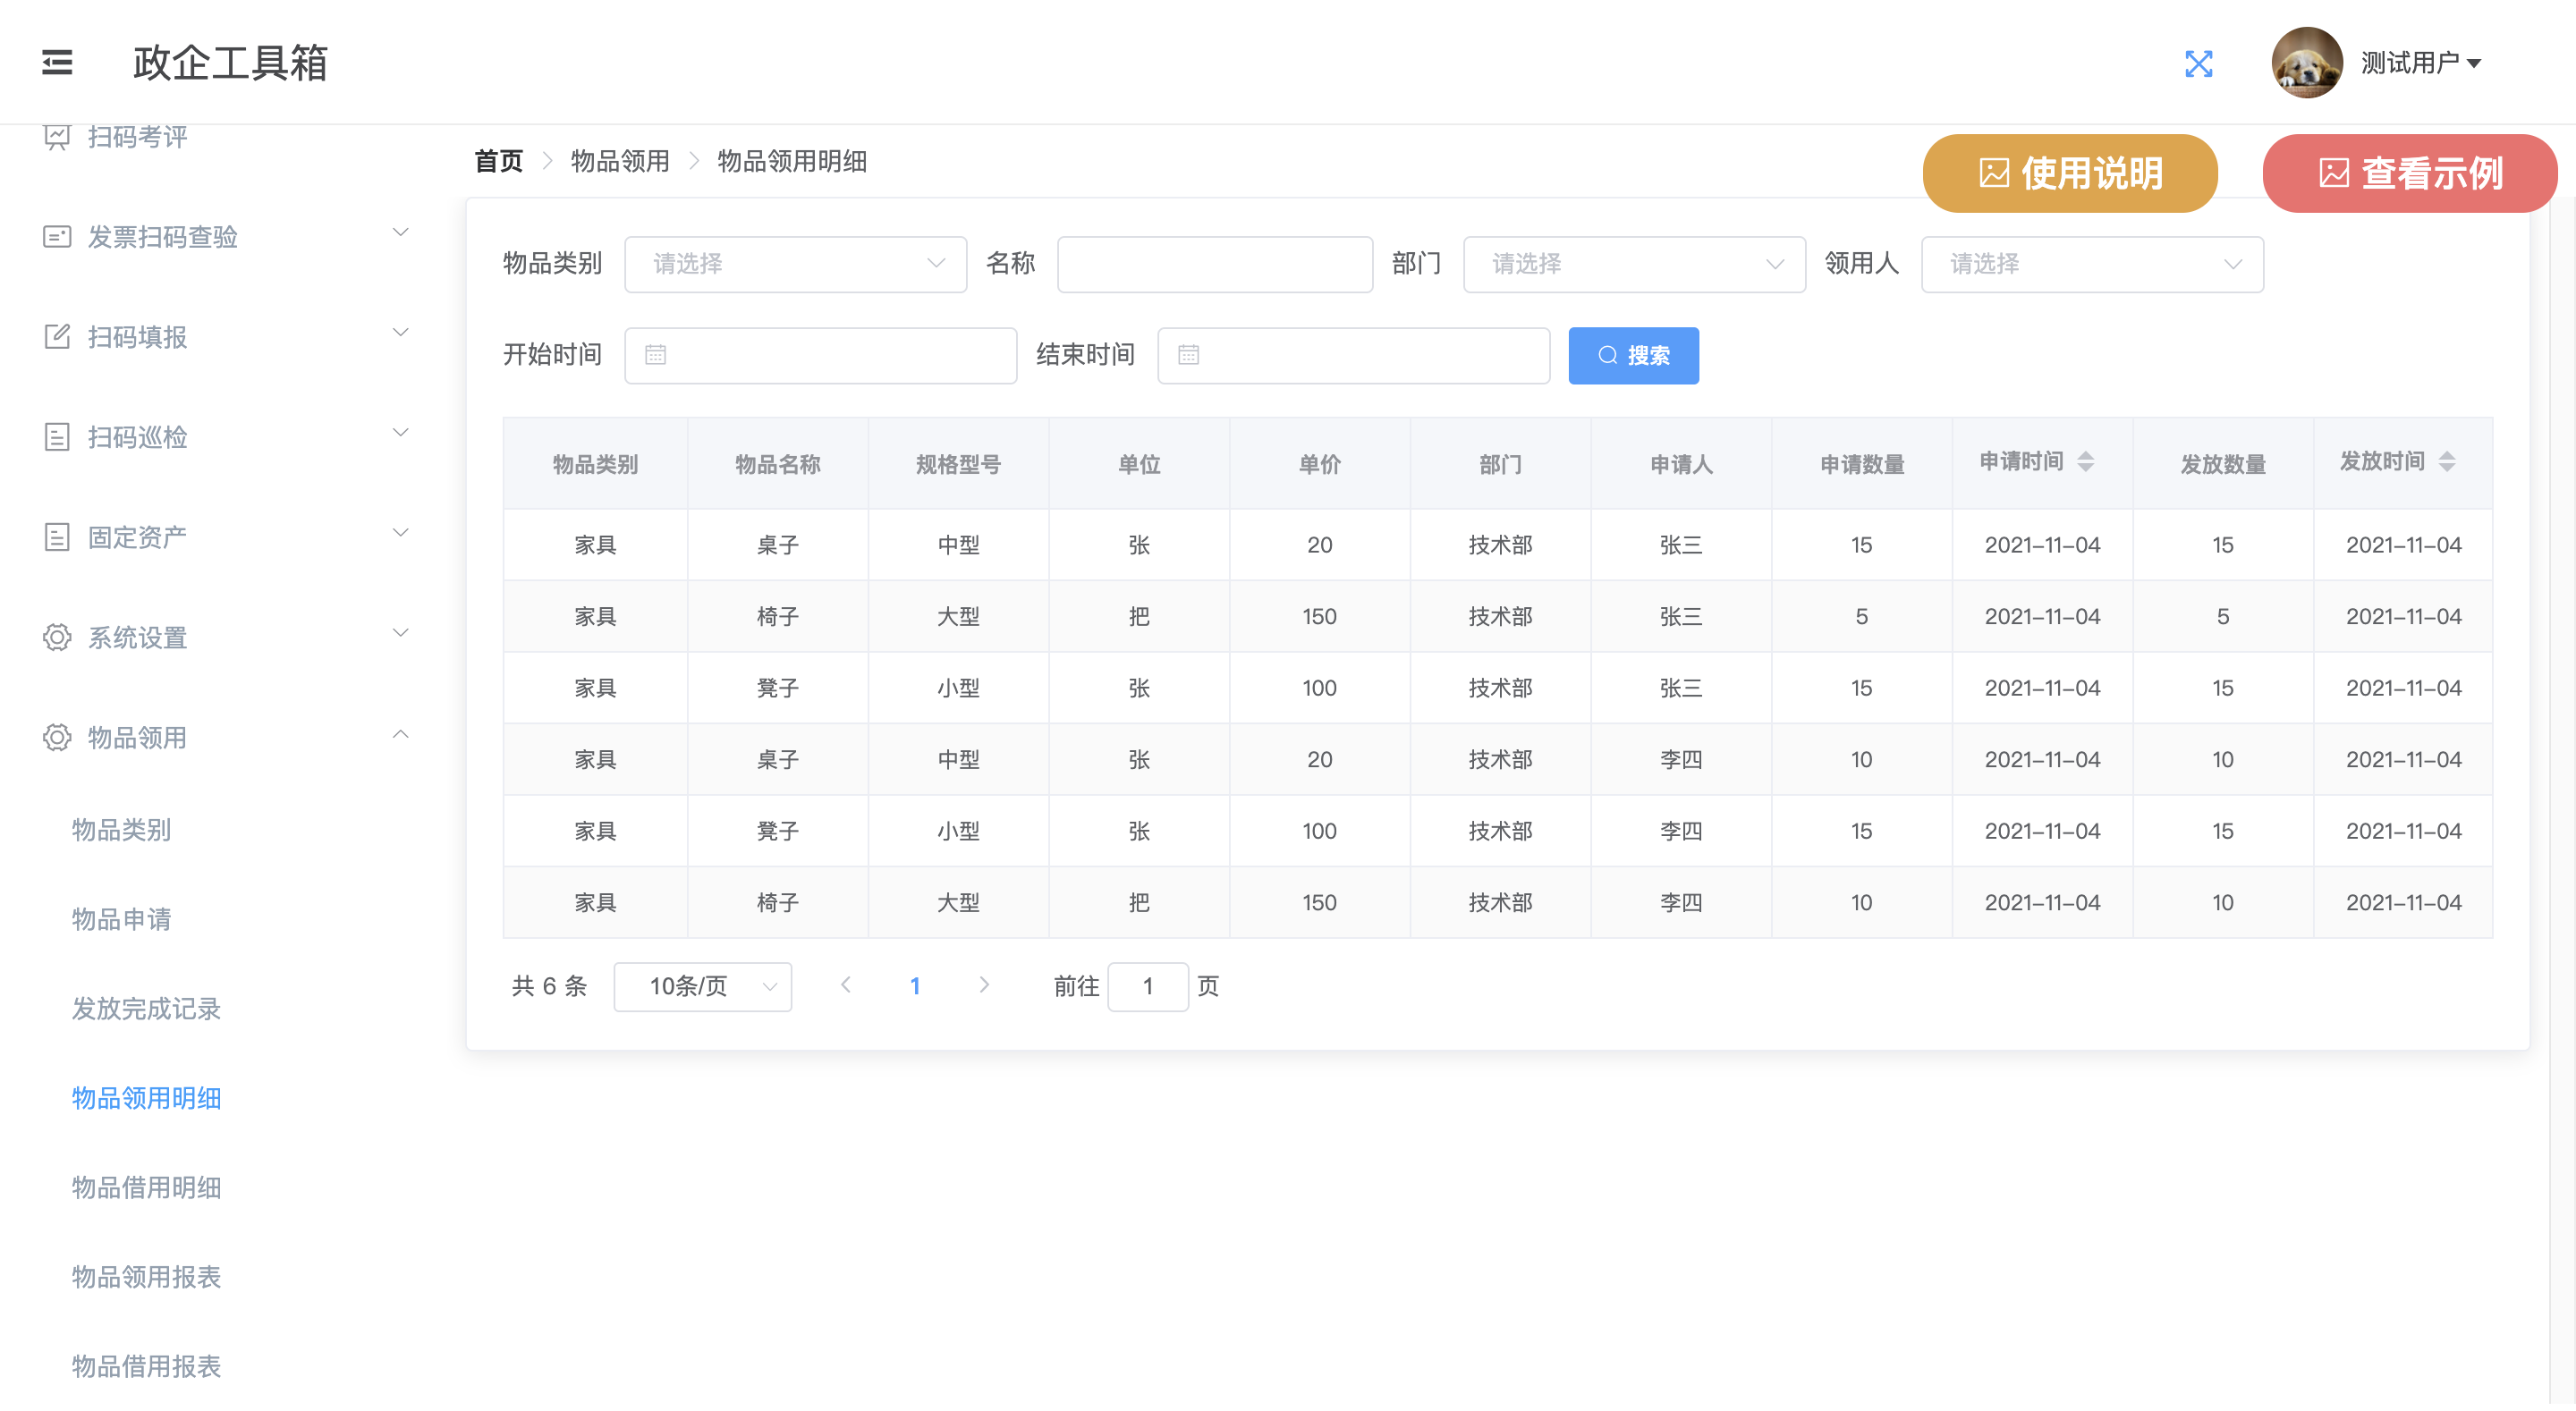 政企工具箱
测试用户
扫码考评
发票扫码查验
扫码填报
扫码巡检
固定资产
系统设置
物品领用
物品类别
物品申请
发放完成记录
物品领用明细
物品借用明细
物品领用报表
物品借用报表
首页 物品领用 物品领用明细
使用说明 查看示例
物品类别 请选择 名称 部门 请选择 领用人 请选择
开始时间 结束时间 搜索
物品类别 物品名称 规格型号 单位 单价 部门 申请人 申请数量 申请时间 发放数量 发放时间
家具 桌子 中型 张 20 技术部 张三 15 2021-11-04 15 2021-11-04
家具 椅子 大型 把 150 技术部 张三 5 2021-11-04 5 2021-11-04
家具 凳子 小型 张 100 技术部 张三 15 2021-11-04 15 2021-11-04
家具 桌子 中型 张 20 技术部 李四 10 2021-11-04 10 2021-11-04
家具 凳子 小型 张 100 技术部 李四 15 2021-11-04 15 2021-11-04
家具 椅子 大型 把 150 技术部 李四 10 2021-11-04 10 2021-11-04
共 6 条 10条/页 1 前往 1 页